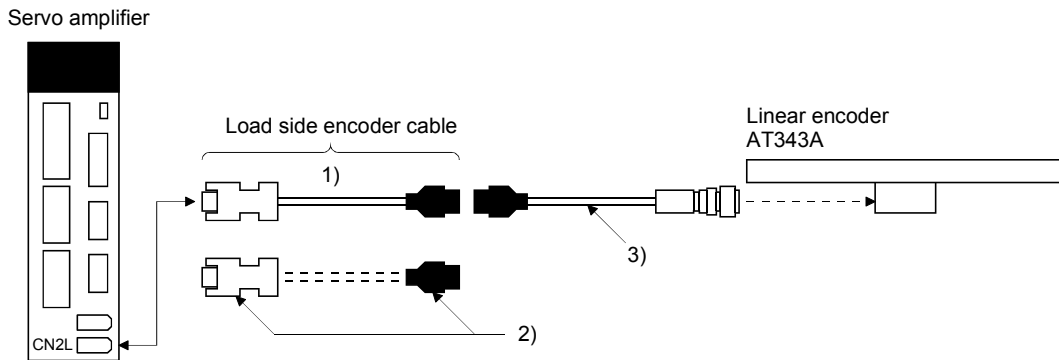 Servo amplifier
Load side encoder cable
1)
Linear encoder
AT343A
3)
2)
CN2L